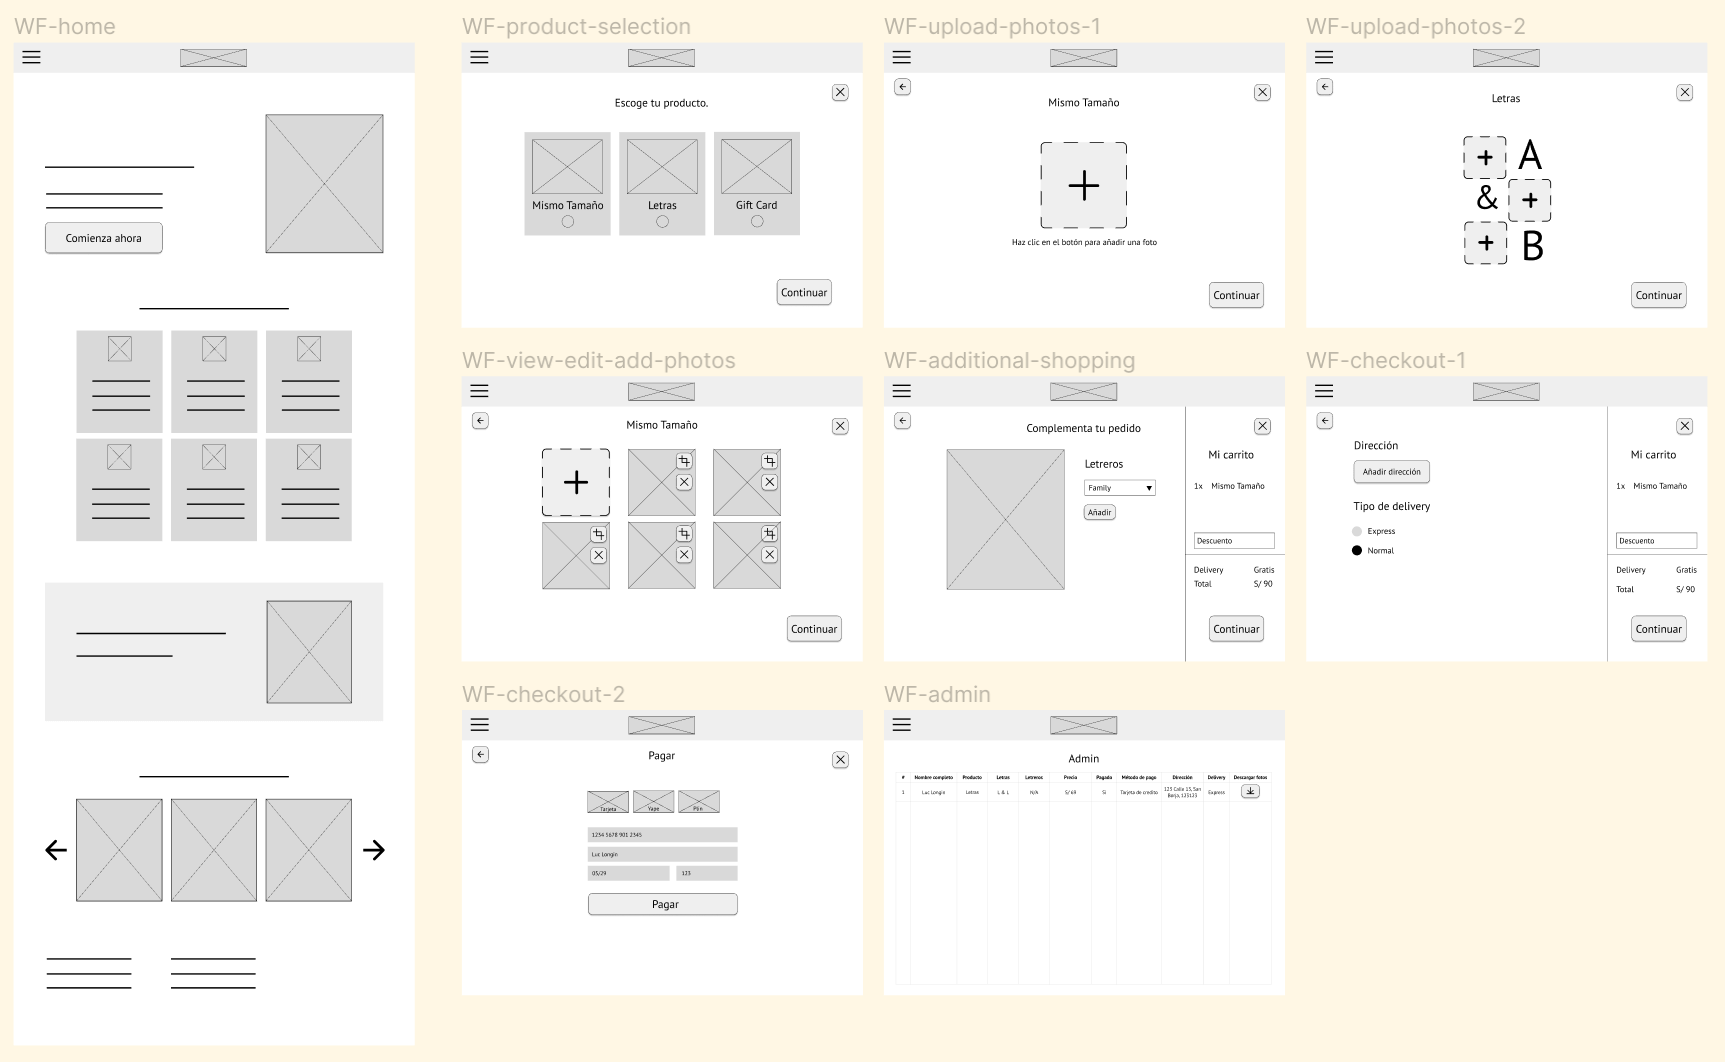 WF-home
Comienza ahora
WF-product-selection
Escoge tu producto.
Mismo Tamaño
Letras
Gift Card
Continuar
WF-upload-photos-1
Mismo Tamaño
Haz clic en el botón para añadir una foto
Continuar
WF-upload-photos-2
Letras
A
&
B
Continuar
WF-view-edit-add-photos
Mismo Tamaño
Continuar
WF-additional-shopping
Complementa tu pedido
Letreros
Family
Añadir
Mi carrito
1x Mismo Tamaño
Descuento
Delivery Gratis
Total S/ 90
Continuar
WF-checkout-1
Dirección
Añadir dirección
Tipo de delivery
Express
Normal
Mi carrito
1x Mismo Tamaño
Descuento
Delivery Gratis
Total S/ 90
Continuar
WF-checkout-2
Pagar
Tarjeta Yape Plin
1234 5678 901 2345
Luc Longin
05/29 123
Pagar
WF-admin
Admin
# Nombre completo Producto Letras Letreros Precio Pagado Método de pago Dirección Delivery Descargar fotos
1 Luc Longin Letras L & L N/A S/ 69 Si Tarjeta de credito 123 Calle 13, San Borja, 123123 Express